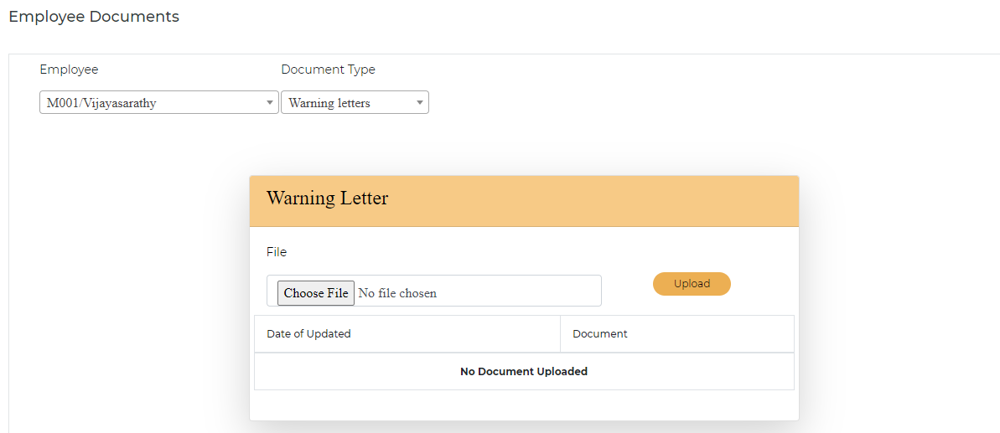 Employee Documents
Employee Document Type
M001/Vijayasarathy Warning letters
Warning Letter
File
Choose File No file chosen Upload
Date of Updated Document
No Document Uploaded